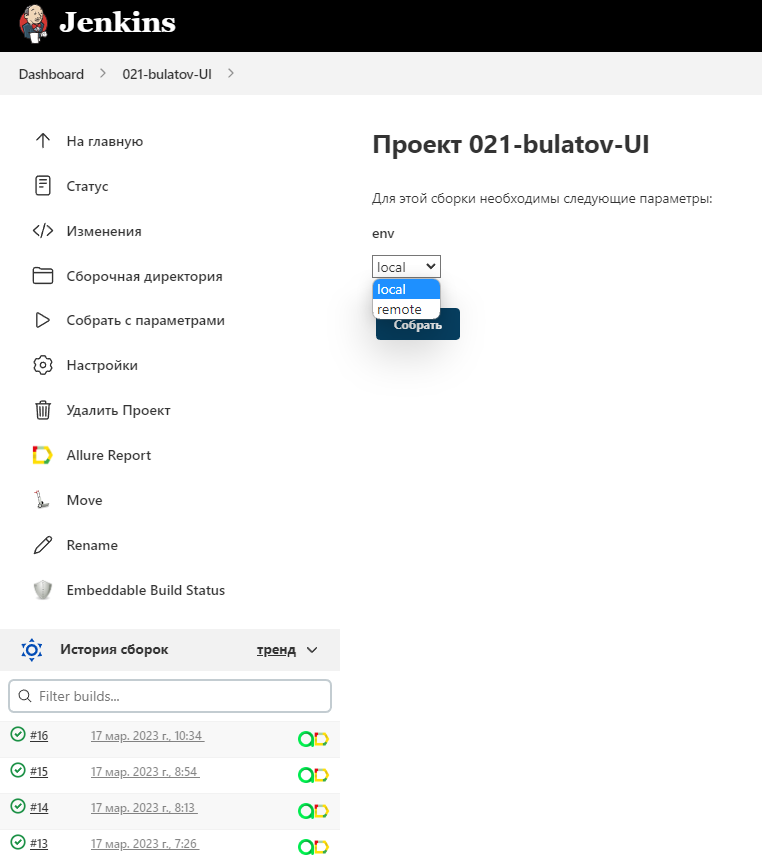 Jenkins
Dashboard
021-bulatov-UI
На главную
Статус
Изменения
Сборочная директория
Собрать с параметрами
Настройки
Удалить Проект
Allure Report
Move
Rename
Embeddable Build Status
История сборок
тренд
Filter builds...
#16 17 мар. 2023 г., 10:34
#15 17 мар. 2023 г., 8:54
#14 17 мар. 2023 г., 8:13
#13 17 мар. 2023 г., 7:26
Проект 021-bulatov-UI
Для этой сборки необходимы следующие параметры:
env
local
local
remote
Собрать